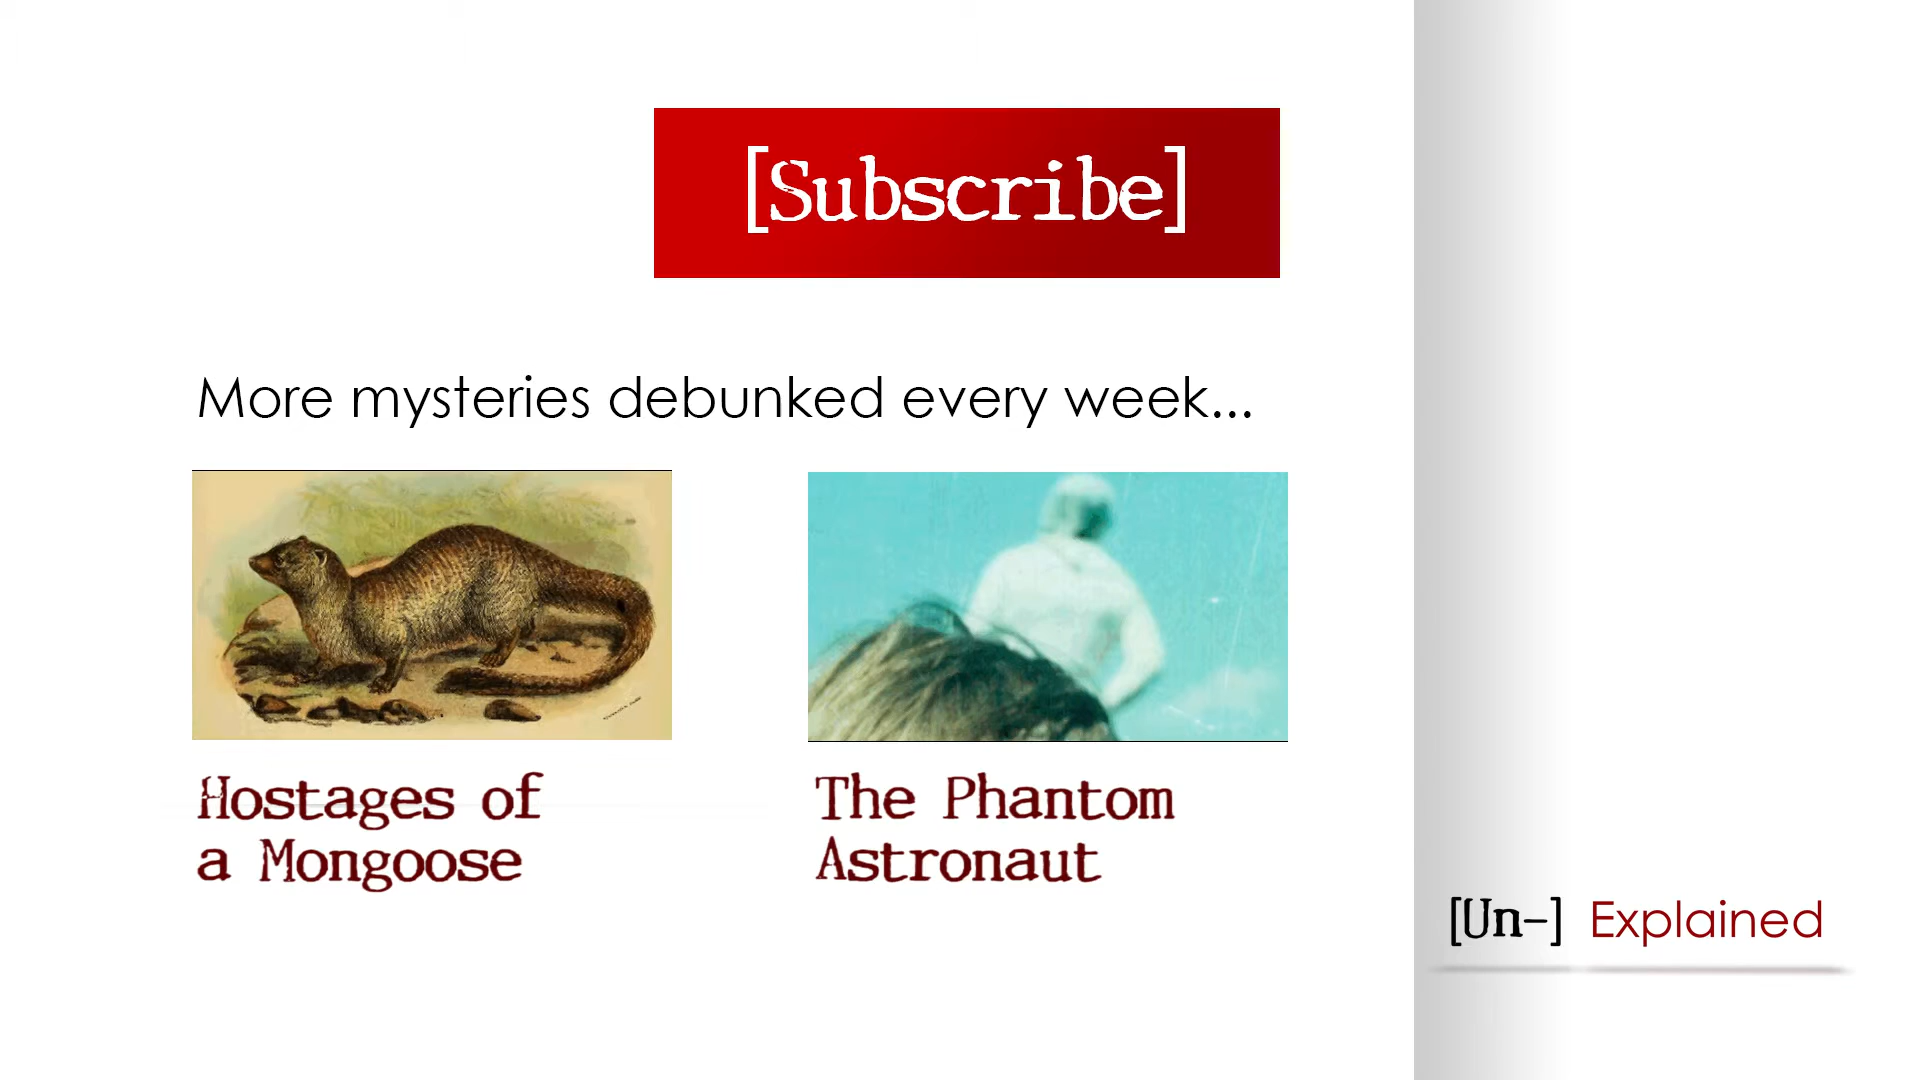 [Subscribe]
More mysteries debunked every week...
Hostages of
a Mongoose
The Phantom
Astronaut
[Un-] Explained